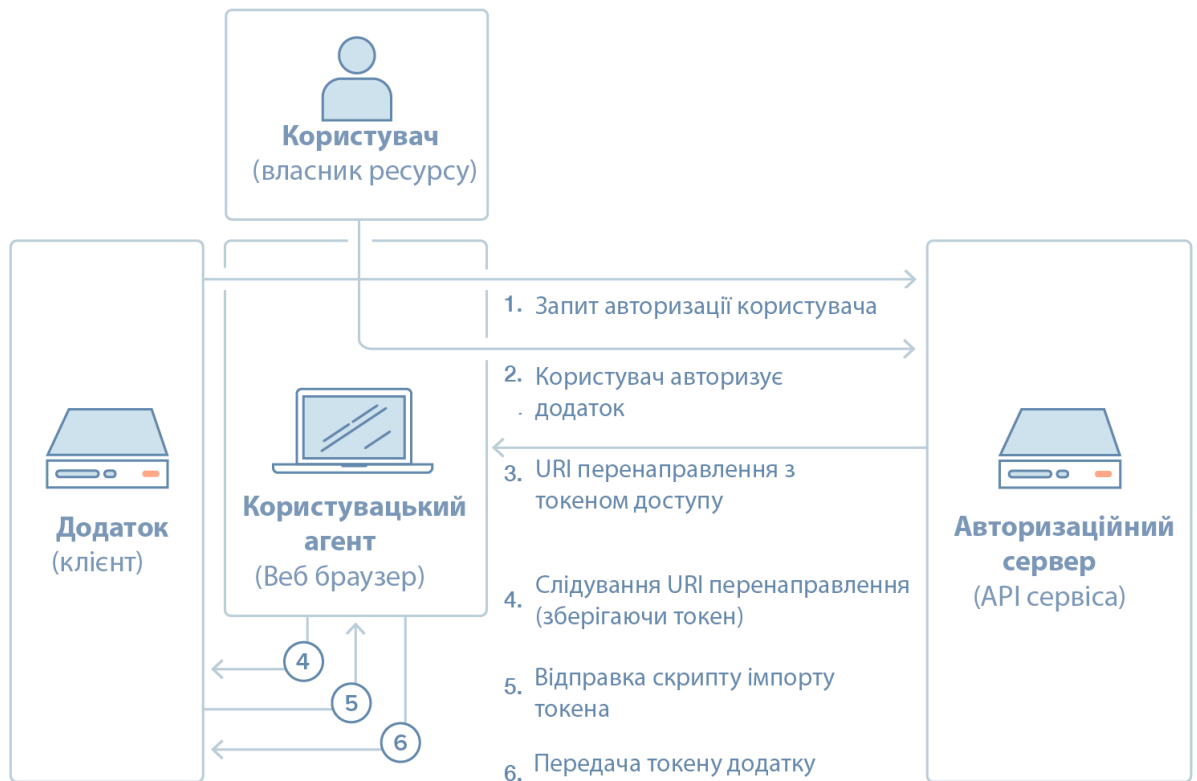 Користувач
(власник ресурсу)
1. Запит авторизації користувача
2. Користувач авторизує
. додаток
3. URI перенаправлення з
токеном доступу
Додаток
(клієнт)
Користувацький
агент
(Веб браузер)
Авторизаційний
сервер
(API сервіса)
4. Слідування URI перенаправлення
(зберігаючи токен)
5. Відправка скрипту імпорту
токена
6. Передача токену додатку
4
5
6